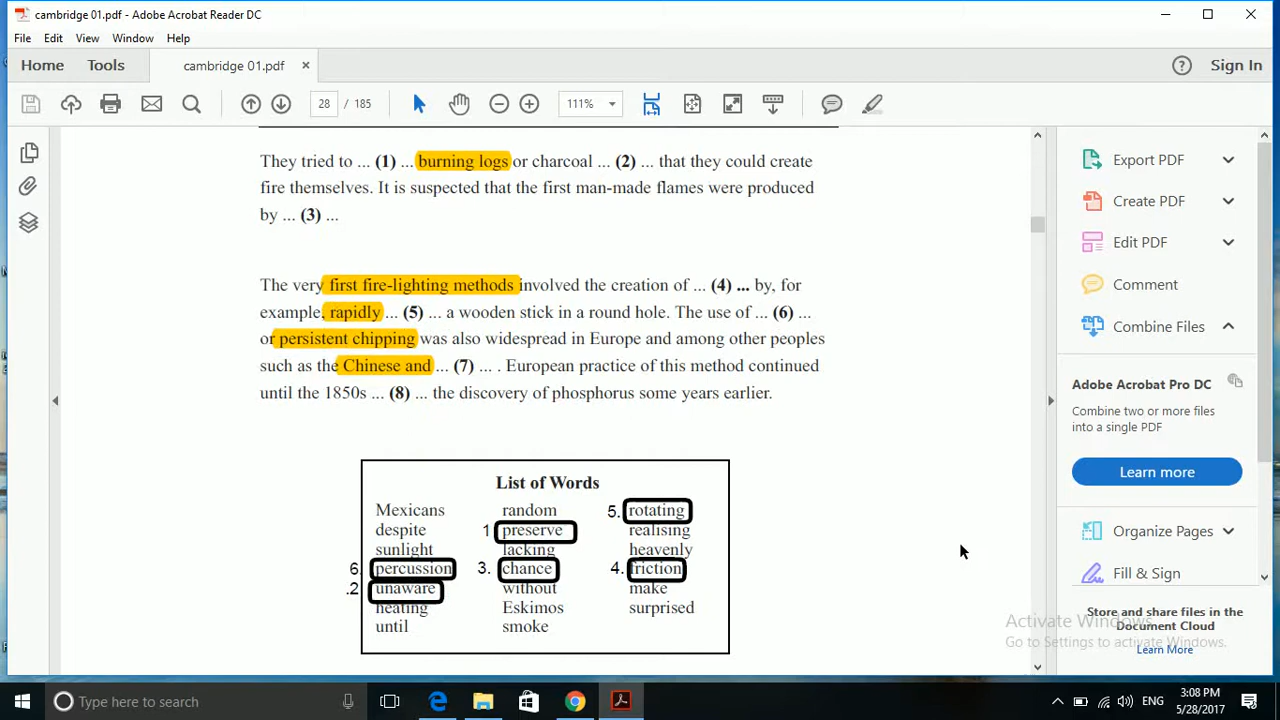 cambridge 01.pdf - Adobe Acrobat Reader DC
File Edit View Window Help
Home Tools cambridge 01.pdf × ? Sign In
28 / 185 111%
They tried to ... (1) ... burning logs or charcoal ... (2) ... that they could create
fire themselves. It is suspected that the first man-made flames were produced
by ... (3) ...
The very first fire-lighting methods involved the creation of ... (4) ... by, for
example, rapidly ... (5) ... a wooden stick in a round hole. The use of ... (6) ...
or persistent chipping was also widespread in Europe and among other peoples
such as the Chinese and ... (7) ... . European practice of this method continued
until the 1850s ... (8) ... the discovery of phosphorus some years earlier.
List of Words
Mexicans random 5. rotating
despite 1 preserve realising
sunlight lacking heavenly
6. percussion 3. chance 4. friction
.2 unaware without make
heating Eskimos surprised
until smoke
Export PDF
Create PDF
Edit PDF
Comment
Combine Files
Adobe Acrobat Pro DC
Combine two or more files
into a single PDF
Learn more
Organize Pages
Fill & Sign
Store and share files in the
Document Cloud
Learn More
Activate Windows
Go to Settings to activate Windows.
Type here to search
ENG
3:08 PM
5/28/2017